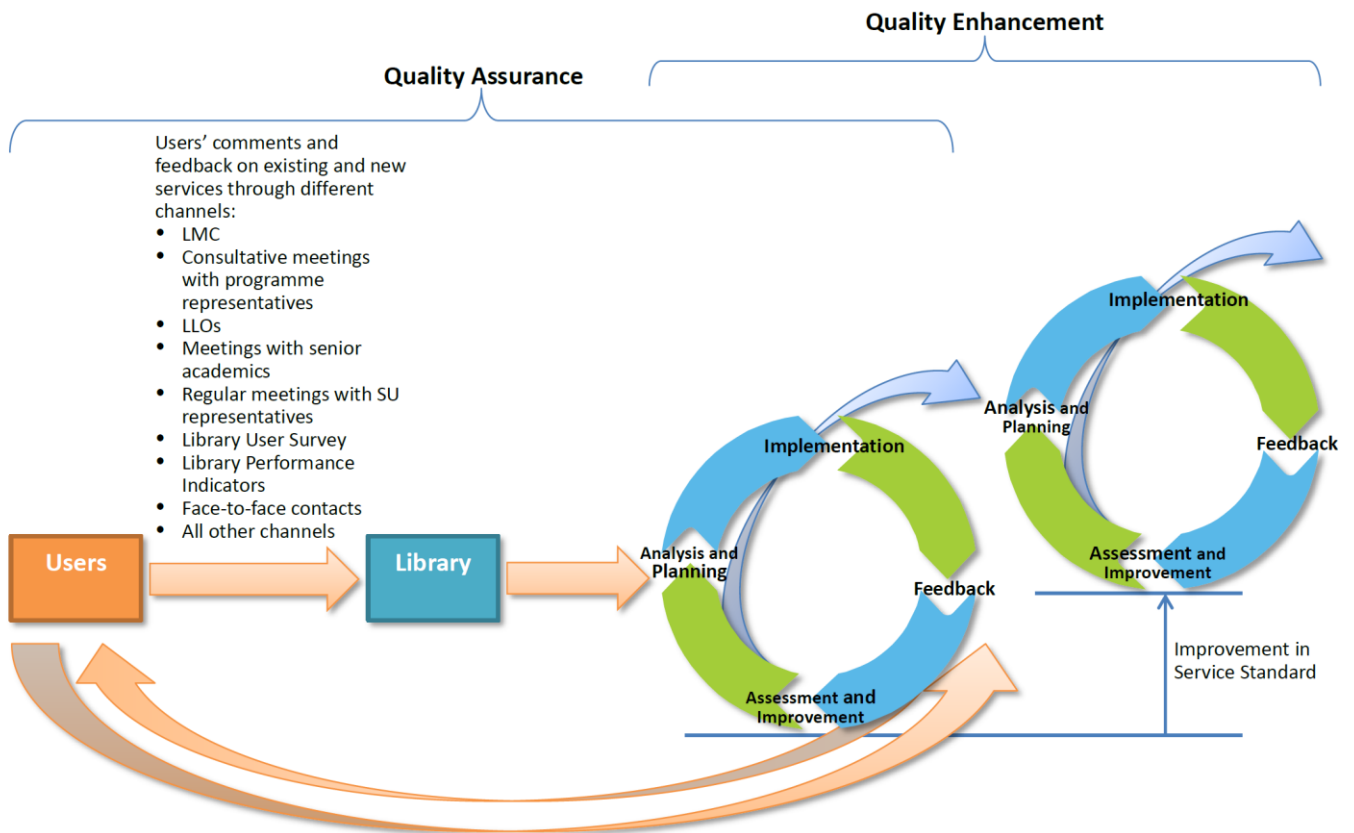 Quality Enhancement
Quality Assurance
Users' comments and
feedback on existing and new
services through different
channels:
• LMC
• Consultative meetings
with programme
representatives
• LLOs
• Meetings with senior
academics
• Regular meetings with SU
representatives
• Library User Survey
• Library Performance
Indicators
• Face-to-face contacts
• All other channels
Users
Library
Implementation
Analysis and
Planning
Feedback
Assessment and
Improvement
Implementation
Analysis and
Planning
Feedback
Assessment and
Improvement
Improvement in
Service Standard